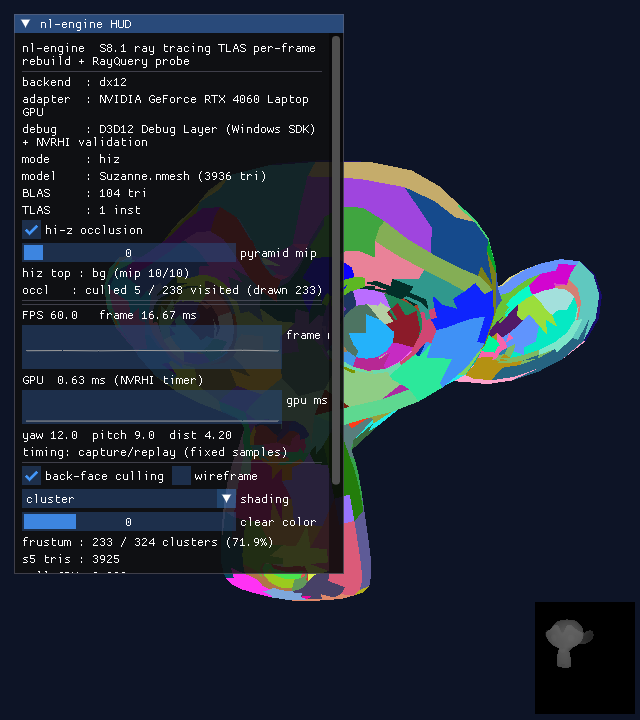 nl-engine HUD
nl-engine  S8.1 ray tracing TLAS per-frame
rebuild + RayQuery probe
backend  : dx12
adapter  : NVIDIA GeForce RTX 4060 Laptop
GPU
debug    : D3D12 Debug Layer (Windows SDK)
+ NVRHI validation
mode     : hiz
model    : Suzanne.nmesh (3936 tri)
BLAS     : 104 tri
TLAS     : 1 inst
hi-z occlusion
0 pyramid mip
hiz top : bg (mip 10/10)
occl   : culled 5 / 238 visited (drawn 233)
FPS 60.0   frame 16.67 ms
frame
GPU  0.63 ms (NVRHI timer)
gpu ms
yaw 12.0  pitch 9.0  dist 4.20
timing: capture/replay (fixed samples)
back-face culling wireframe
cluster shading
0 clear color
frustum : 233 / 324 clusters (71.9%)
s5 tris : 3925